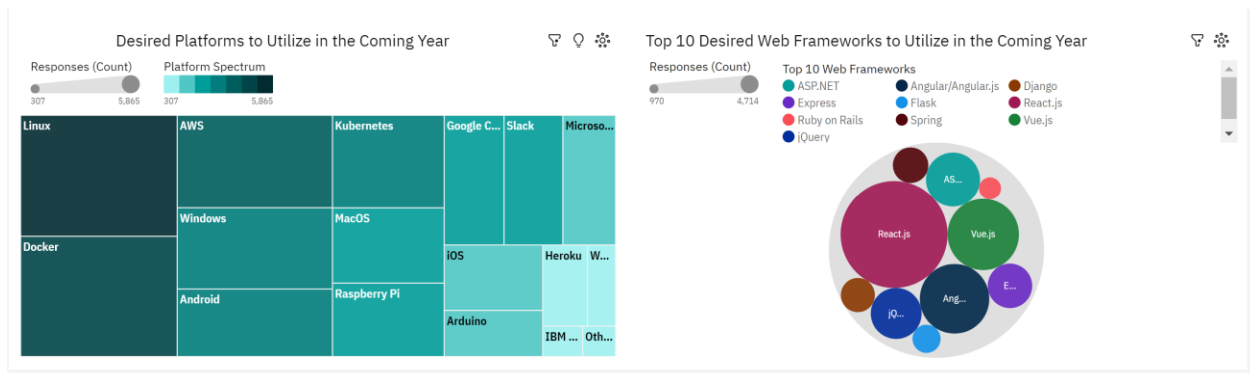 Desired Platforms to Utilize in the Coming Year
Responses (Count)
307 5,865
Platform Spectrum
307 5,865
Linux
Docker
AWS
Windows
Android
Kubernetes
MacOS
Raspberry Pi
Google C...
Slack
Microso...
iOS
Arduino
Heroku
W...
IBM ...
Oth...
Top 10 Desired Web Frameworks to Utilize in the Coming Year
Responses (Count)
970 4,714
Top 10 Web Frameworks
ASP.NET Angular/Angular.js Django
Express Flask React.js
Ruby on Rails Spring Vue.js
jQuery
AS...
React.js
Vue.js
E...
Ang...
jQ...